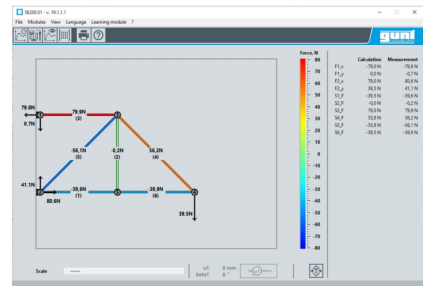 SE200.01 - v. 19.1.1.1
File Modules View Language Learning module ?
gunt
Force, N
80
70
60
50
40
30
20
10
0
-10
-20
-30
-40
-50
-60
-70
-80
Calculation Measurement
F1_x -79,0 N -79,8 N
F1_y 0,0 N -0,7 N
F2_x 79,0 N 80,6 N
F2_y 39,5 N 41,1 N
S1_F -39,5 N -39,6 N
S2_F -0,0 N -0,2 N
S3_F 79,0 N 79,9 N
S4_F 55,8 N 56,2 N
S5_F -55,8 N -56,1 N
S6_F -39,5 N -39,9 N
79,8N
79,9N
(3)
0,7N
-56,1N
(5)
-0,2N
(2)
56,2N
(4)
41,1N
80,6N
-39,6N
(1)
-39,9N
(6)
39,5N
Scale
0 mm
0 °